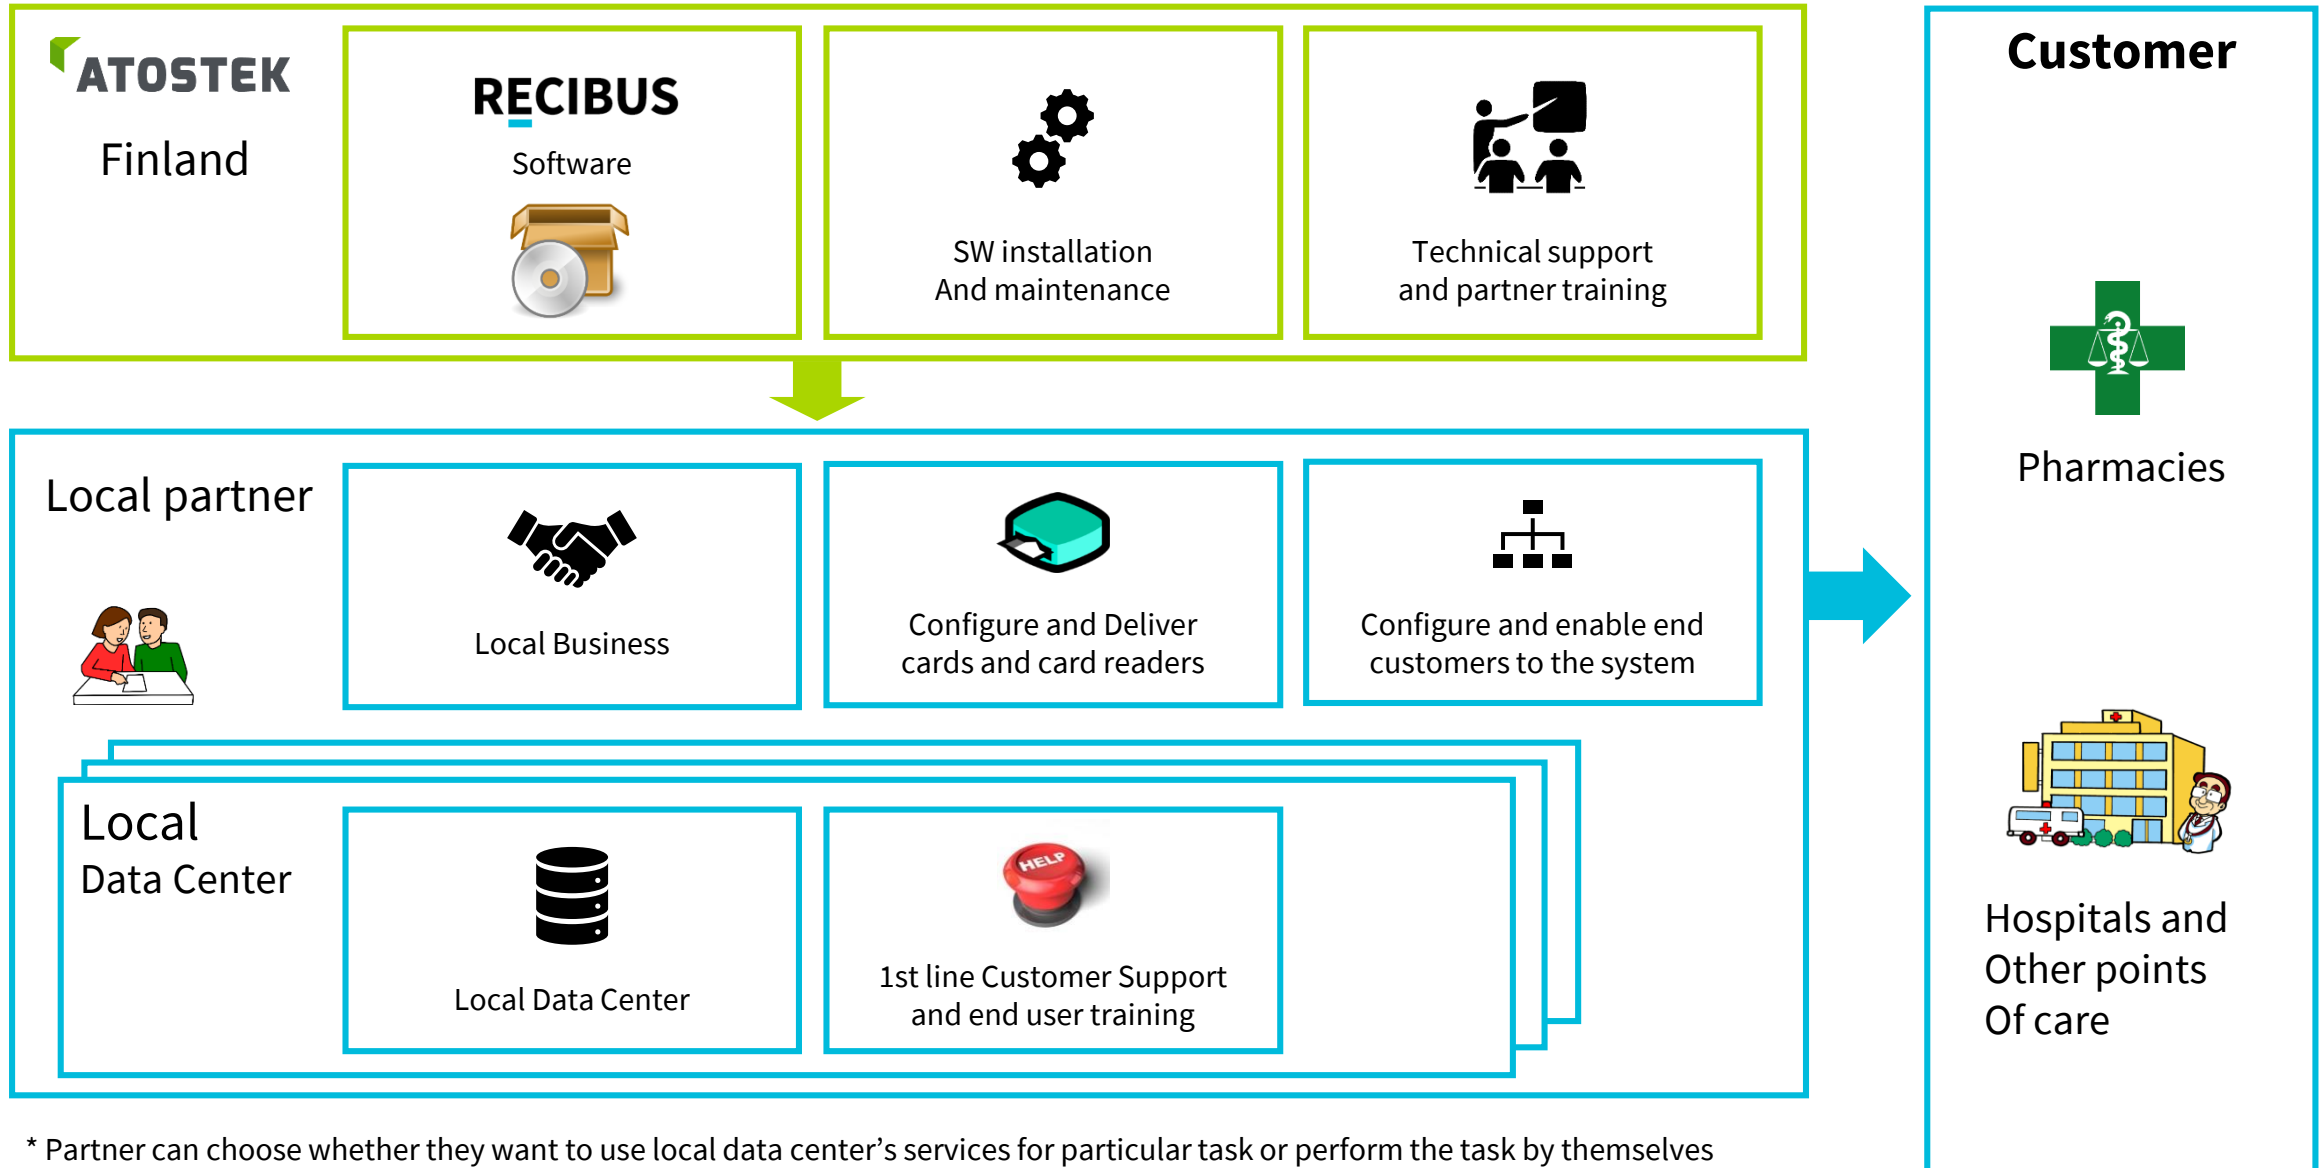 ATOSTEK
Finland
RECIBUS
Software
SW installation
And maintenance
Technical support
and partner training
Local partner
Local Business
Configure and Deliver
cards and card readers
Configure and enable end
customers to the system
Local
Data Center
Local Data Center
HELP
1st line Customer Support
and end user training
Customer
Pharmacies
Hospitals and
Other points
Of care
* Partner can choose whether they want to use local data center’s services for particular task or perform the task by themselves